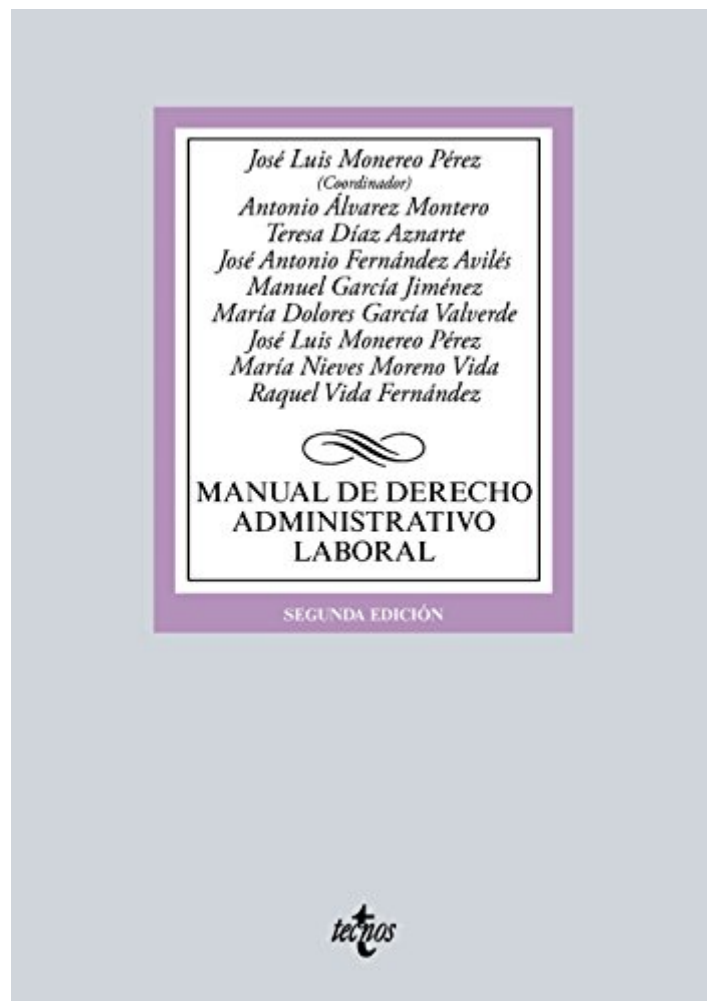 José Luis Monereo Pérez
(Coordinador)
Antonio Álvarez Montero
Teresa Díaz Aznarte
José Antonio Fernández Avilés
Manuel García Jiménez
María Dolores García Valverde
José Luis Monereo Pérez
María Nieves Moreno Vida
Raquel Vida Fernández
MANUAL DE DERECHO
ADMINISTRATIVO
LABORAL
SEGUNDA EDICIÓN
tecnos